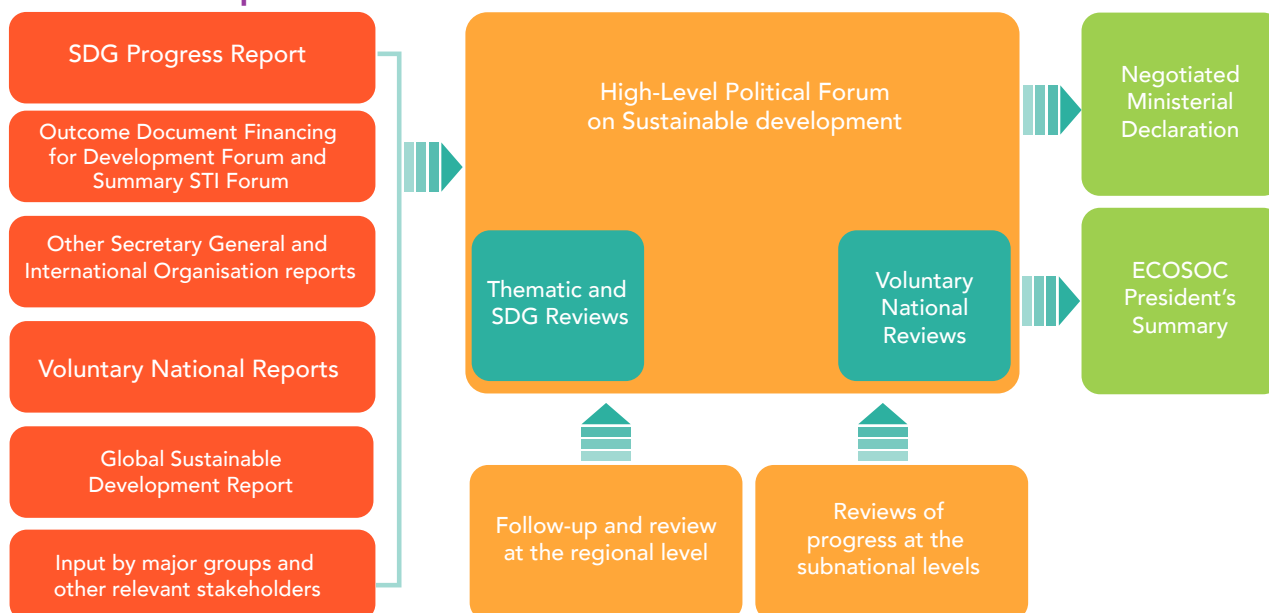 SDG Progress Report
Outcome Document Financing
for Development Forum and
Summary STI Forum
Other Secretary General and
International Organisation reports
Voluntary National Reports
Global Sustainable
Development Report
Input by major groups and
other relevant stakeholders
High-Level Political Forum
on Sustainable development
Thematic and
SDG Reviews
Voluntary
National
Reviews
Follow-up and review
at the regional level
Reviews of
progress at the
subnational levels
Negotiated
Ministerial
Declaration
ECOSOC
President’s
Summary